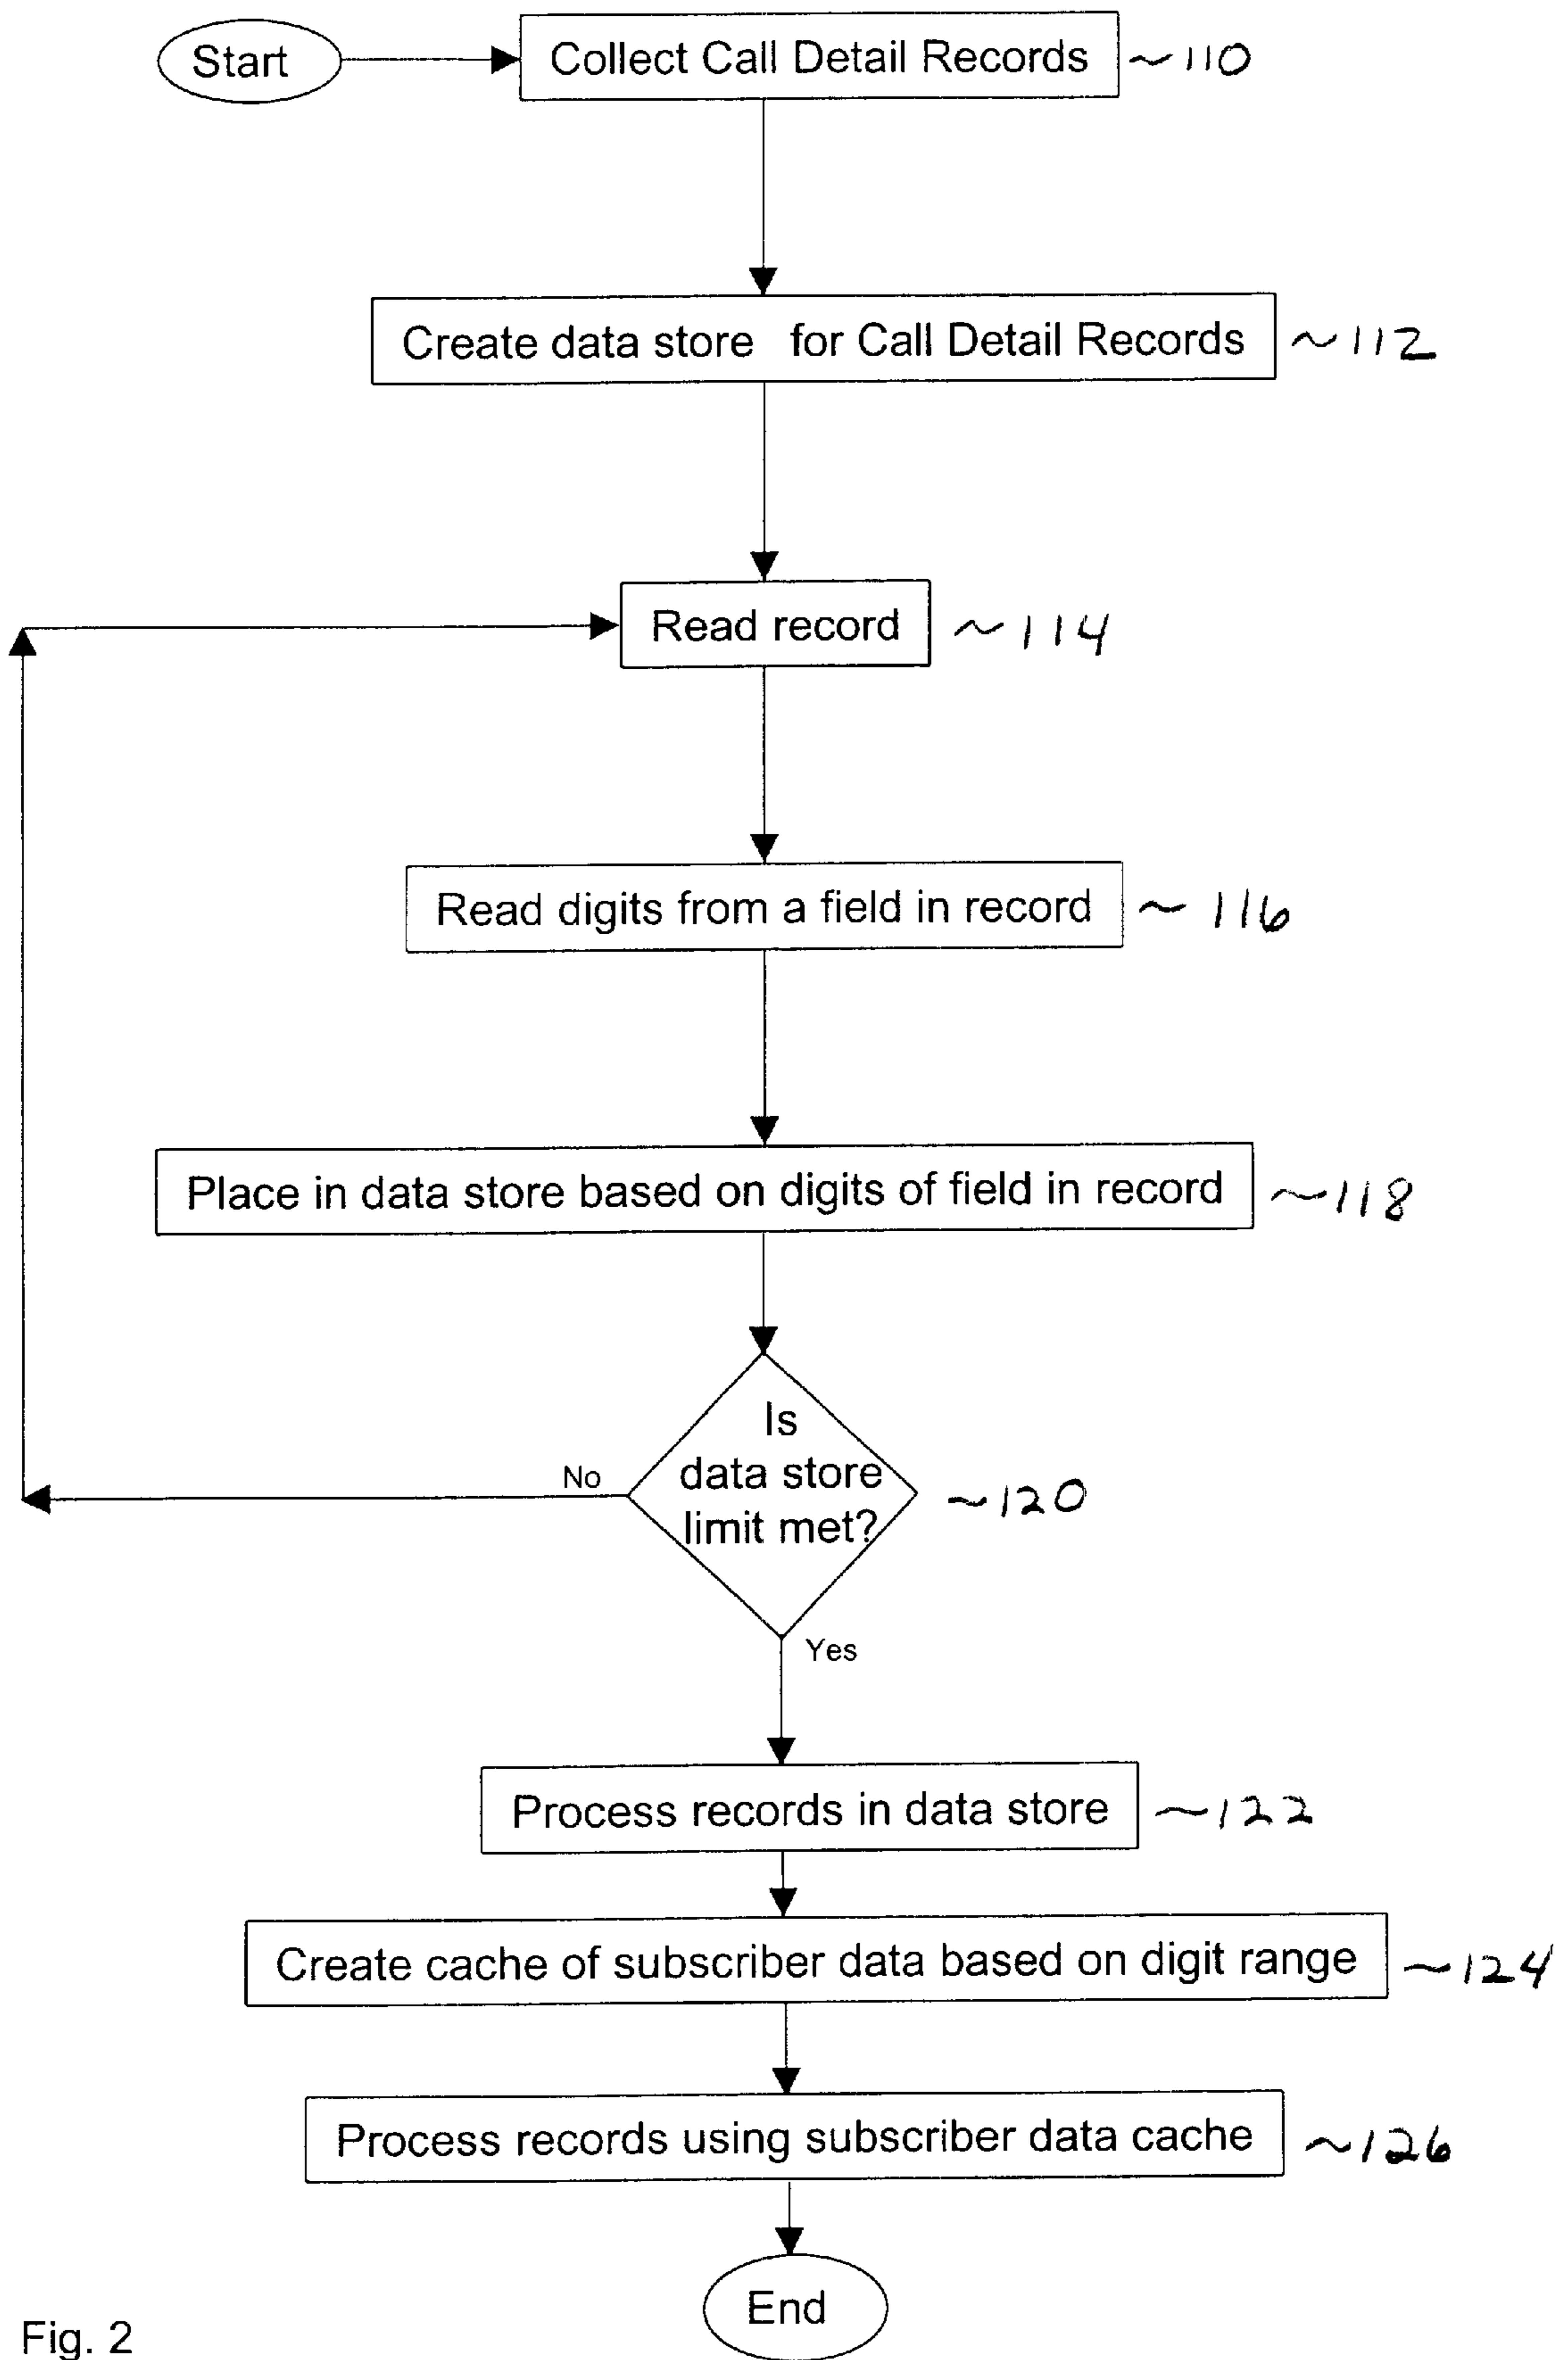 Start
Collect Call Detail Records ~110
Create data store for Call Detail Records ~112
Read record ~114
Read digits from a field in record ~116
Place in data store based on digits of field in record ~118
Is
data store
limit met?
~120
No
Yes
Process records in data store ~122
Create cache of subscriber data based on digit range ~124
Process records using subscriber data cache ~126
End
Fig. 2